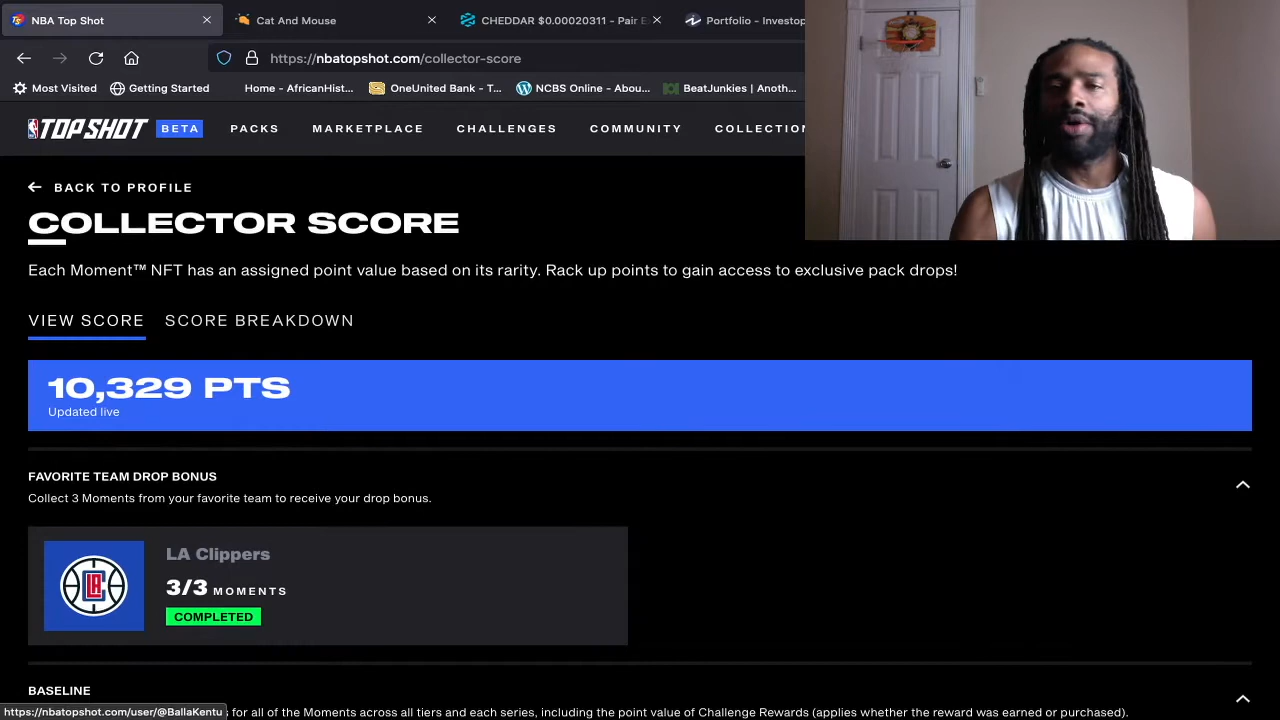 NBA Top Shot
Cat And Mouse
CHEDDAR $0.00020311 - Pair E
Portfolio - Investop
https://nbatopshot.com/collector-score
Most Visited
Getting Started
Home - AfricanHist...
OneUnited Bank - T...
NCBS Online - Abou...
BeatJunkies | Anoth...
TOP SHOT
BETA
PACKS
MARKETPLACE
CHALLENGES
COMMUNITY
COLLECTION
BACK TO PROFILE
COLLECTOR SCORE
Each Moment™ NFT has an assigned point value based on its rarity. Rack up points to gain access to exclusive pack drops!
VIEW SCORE
SCORE BREAKDOWN
10,329 PTS
Updated live
FAVORITE TEAM DROP BONUS
Collect 3 Moments from your favorite team to receive your drop bonus.
LA Clippers
3/3 MOMENTS
COMPLETED
BASELINE
https://nbatopshot.com/user/@BallaKentu
for all of the Moments across all tiers and each series, including the point value of Challenge Rewards (applies whether the reward was earned or purchased).